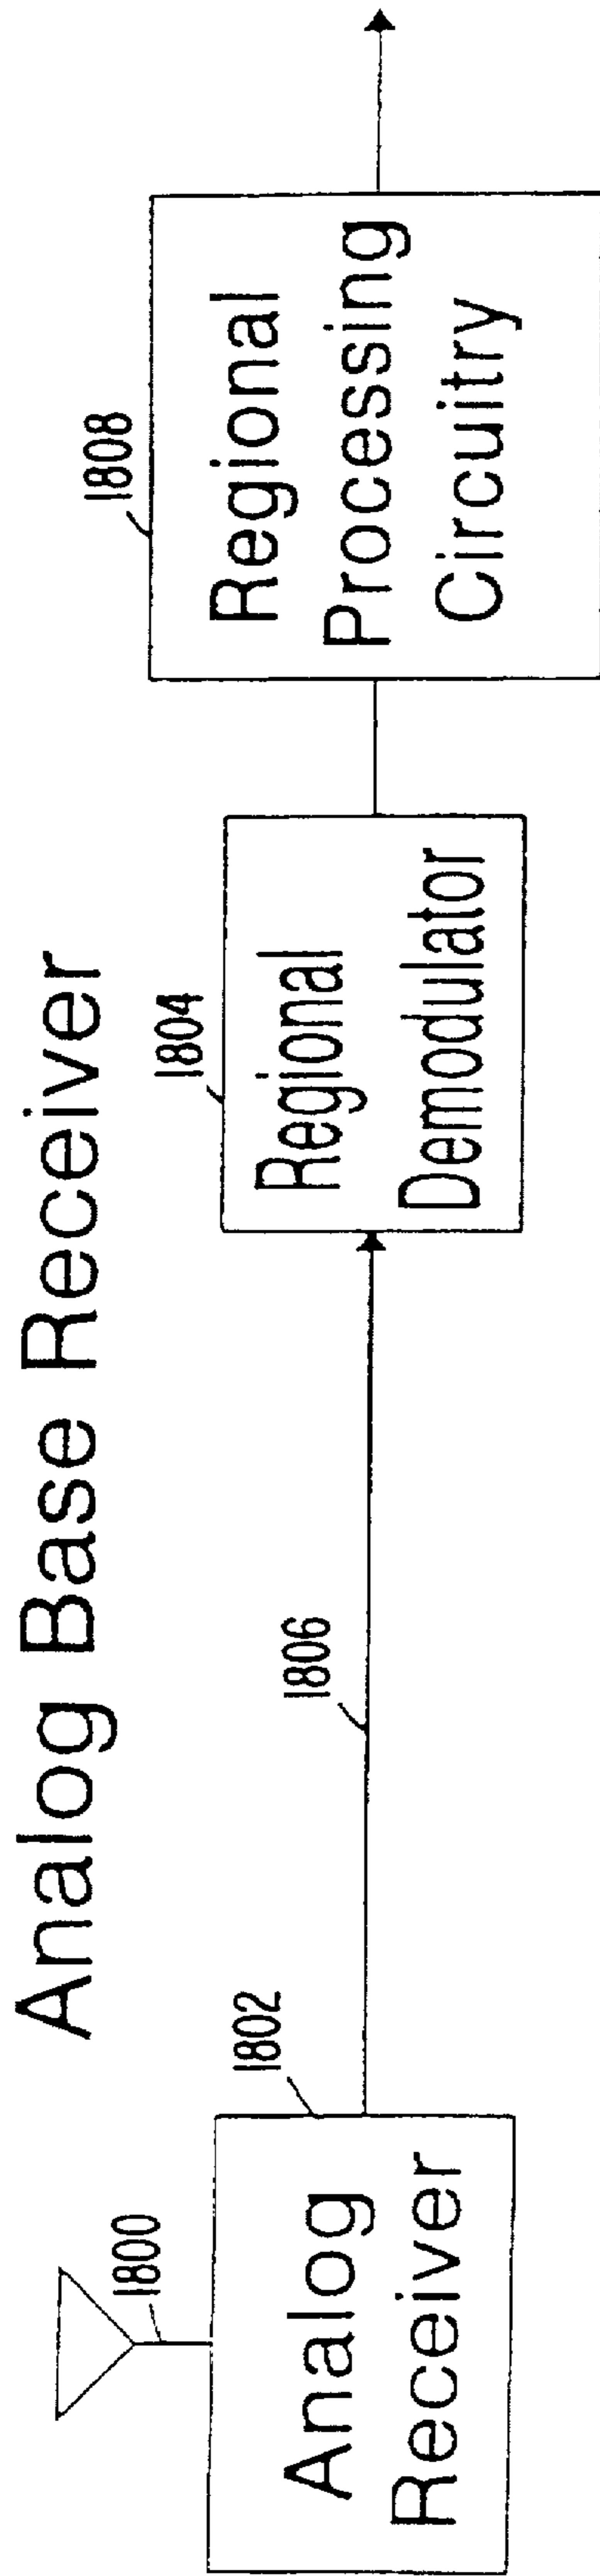 Analog Base Receiver
1800
Analog
Receiver
1802
1806
1804
Regional
Demodulator
1808
Regional
Processing
Circuitry